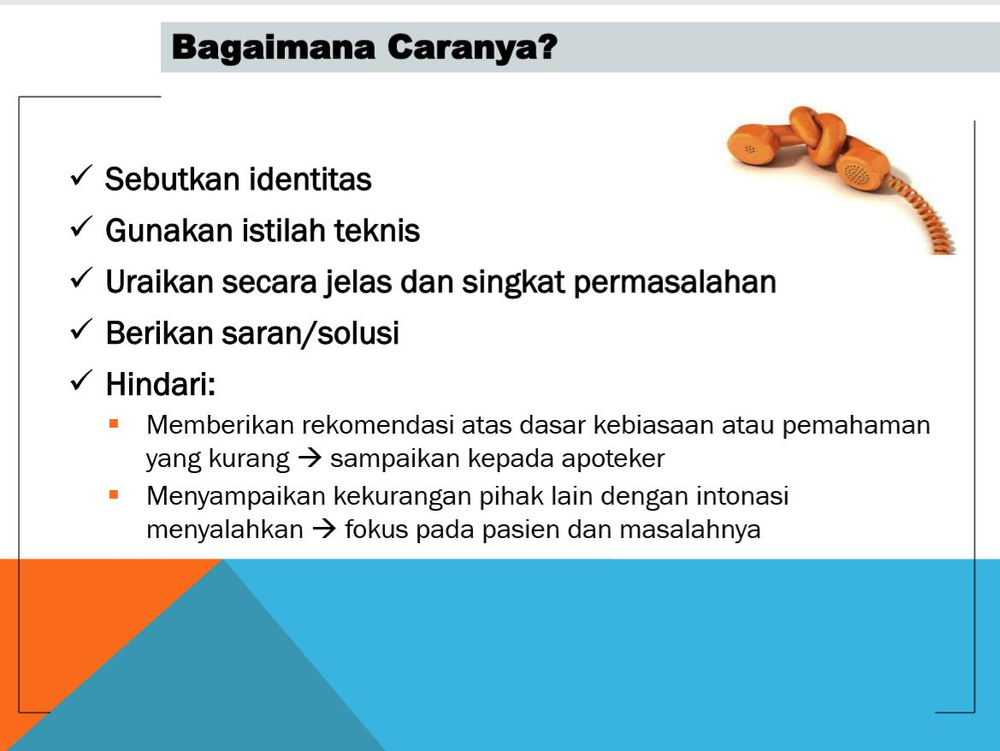 Bagaimana Caranya?
✓ Sebutkan identitas
✓ Gunakan istilah teknis
✓ Uraikan secara jelas dan singkat permasalahan
✓ Berikan saran/solusi
✓ Hindari:
▪ Memberikan rekomendasi atas dasar kebiasaan atau pemahaman
yang kurang → sampaikan kepada apoteker
▪ Menyampaikan kekurangan pihak lain dengan intonasi
menyalahkan → fokus pada pasien dan masalahnya